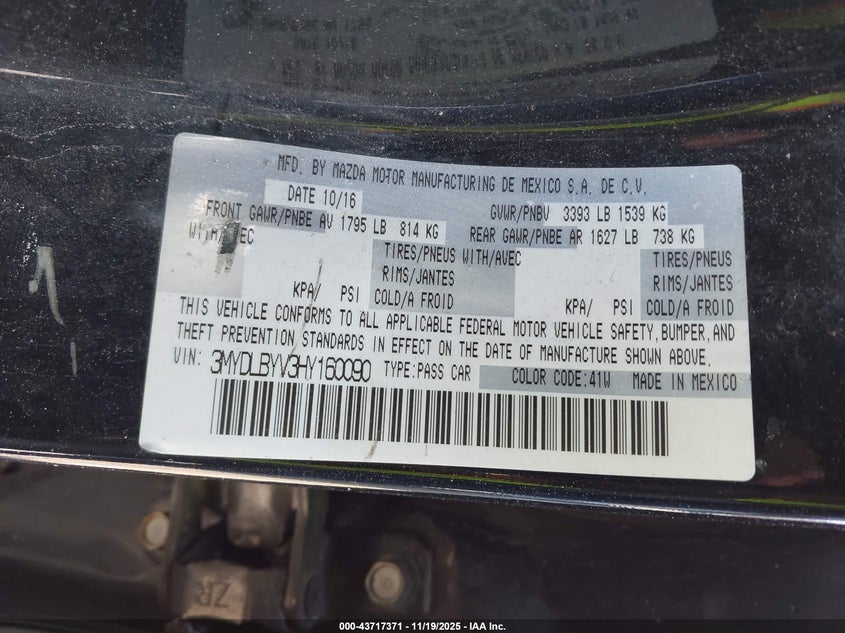 MFD. BY MAZDA MOTOR MANUFACTURING DE MEXICO S.A. DE C.V.
DATE 10/16 GVWR/PNBV 3393 LB 1539 KG
FRONT GAWR/PNBE AV 1795 LB 814 KG REAR GAWR/PNBE AR 1627 LB 738 KG
WITH/AVEC TIRES/PNEUS WITH/AVEC TIRES/PNEUS
RIMS/JANTES RIMS/JANTES
KPA/ PSI COLD/A FROID KPA/ PSI COLD/A FROID
THIS VEHICLE CONFORMS TO ALL APPLICABLE FEDERAL MOTOR VEHICLE SAFETY,BUMPER,AND
THEFT PREVENTION STANDARDS IN EFFECT ON THE DATE OF MANUFACTURE SHOWN ABOVE.
VIN: 3MYDLBYV3HY160090 TYPE:PASS CAR COLOR CODE:41W MADE IN MEXICO
ZR
000-43717371 - 11/19/2025 - IAA Inc.